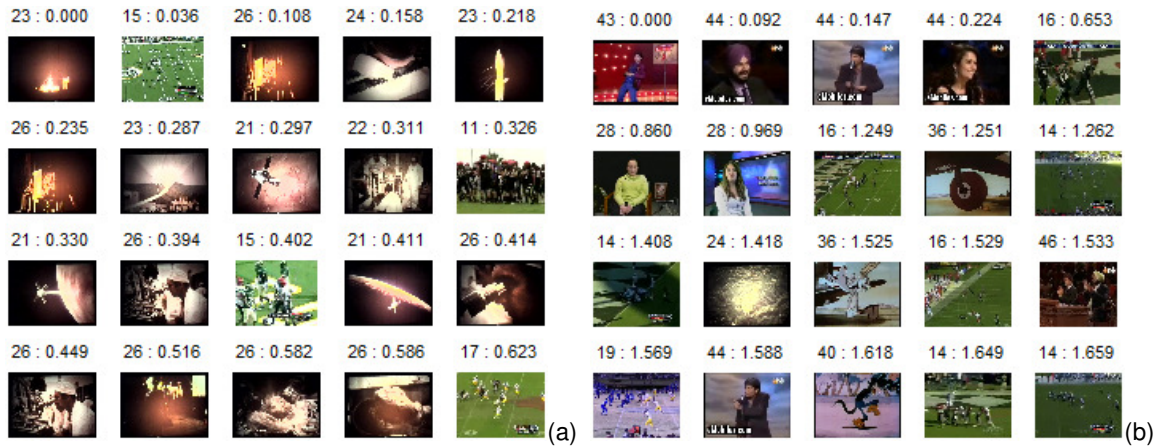 23 : 0.000 15 : 0.036 26 : 0.108 24 : 0.158 23 : 0.218
26 : 0.235 23 : 0.287 21 : 0.297 22 : 0.311 11 : 0.326
21 : 0.330 26 : 0.394 15 : 0.402 21 : 0.411 26 : 0.414
26 : 0.449 26 : 0.516 26 : 0.582 26 : 0.586 17 : 0.623
(a)
43 : 0.000 44 : 0.092 44 : 0.147 44 : 0.224 16 : 0.653
28 : 0.860 28 : 0.969 16 : 1.249 36 : 1.251 14 : 1.262
14 : 1.408 24 : 1.418 36 : 1.525 16 : 1.529 46 : 1.533
19 : 1.569 44 : 1.588 40 : 1.618 14 : 1.649 14 : 1.659
(b)